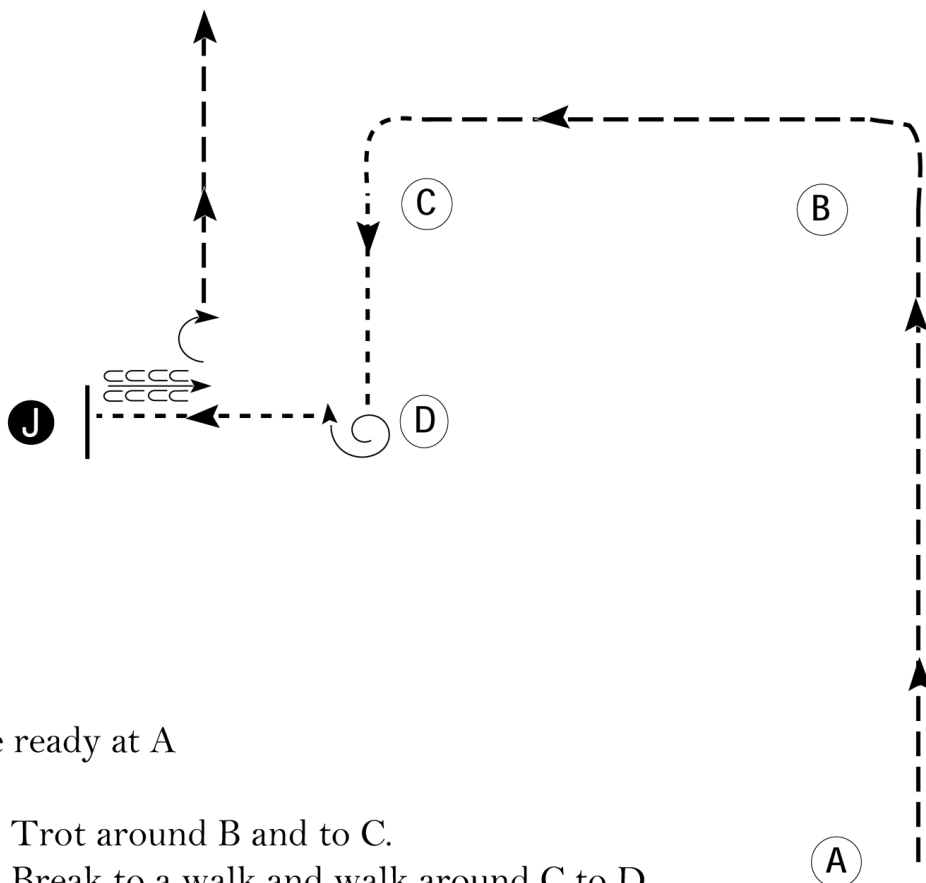 C
B
J
D
e ready at A
Trot around B and to C.
A
Break to a walk and walk around C to D